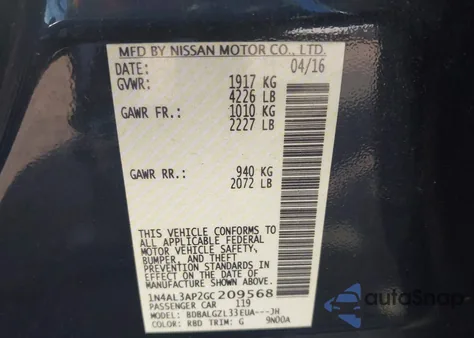 MFD BY NISSAN MOTOR CO., LTD.
DATE: 04/16
GVWR: 1917 KG
4226 LB
GAWR FR.: 1010 KG
2227 LB
GAWR RR.: 940 KG
2072 LB
THIS VEHICLE CONFORMS TO
ALL APPLICABLE FEDERAL
MOTOR VEHICLE SAFETY,
BUMPER, AND THEFT
PREVENTION STANDARDS IN
EFFECT ON THE DATE OF
MANUFACTURE SHOWN ABOVE.
1N4AL3AP2GC209568
PASSENGER CAR 119
MODEL: BDBALGZL33EUA---JH
COLOR: RBD TRIM: G 9N00A
AutoSnap